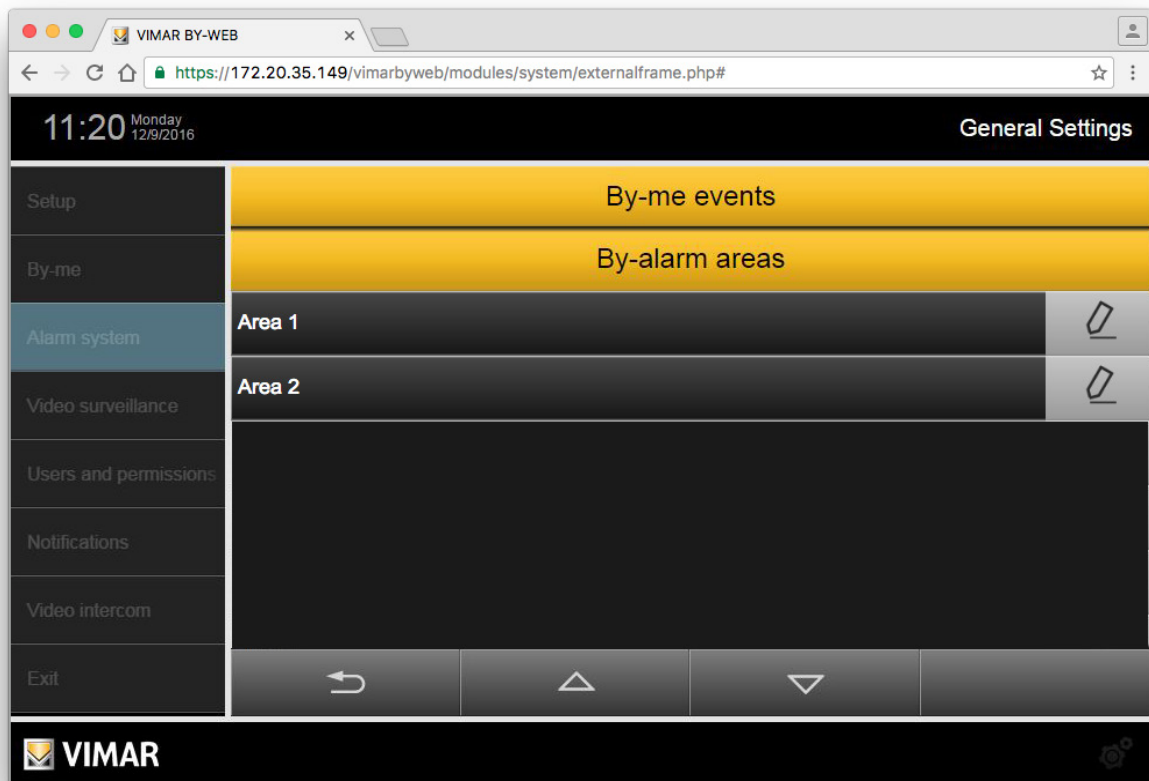 VIMAR BY-WEB
https://172.20.35.149/vimarbyweb/modules/system/externalframe.php#
11:20 Monday
12/9/2016
General Settings
Setup
By-me
Alarm system
Video surveillance
Users and permissions
Notifications
Video intercom
Exit
By-me events
By-alarm areas
Area 1
Area 2
VIMAR